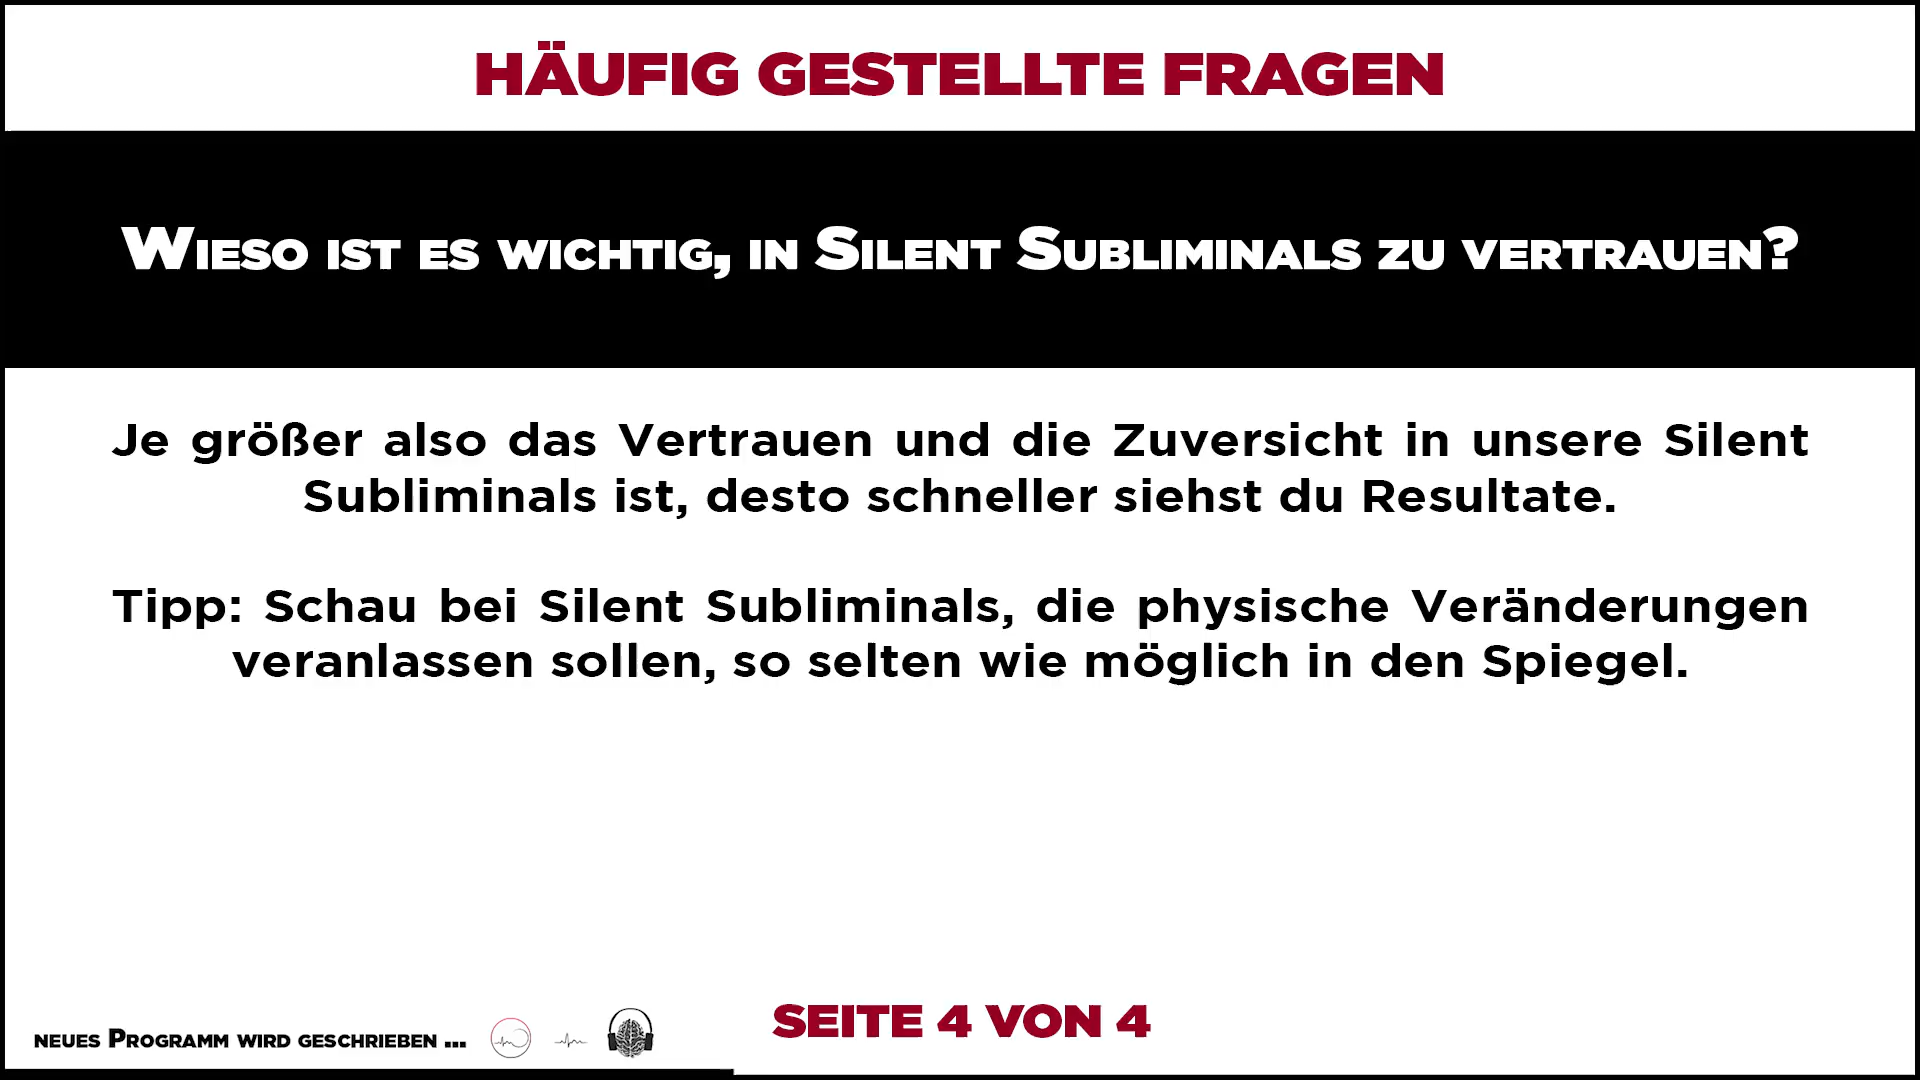 HÄUFIG GESTELLTE FRAGEN
Wieso ist es wichtig, in Silent Subliminals zu vertrauen?
Je größer also das Vertrauen und die Zuversicht in unsere Silent
Subliminals ist, desto schneller siehst du Resultate.
Tipp: Schau bei Silent Subliminals, die physische Veränderungen
veranlassen sollen, so selten wie möglich in den Spiegel.
neues Programm wird geschrieben ...
SEITE 4 VON 4